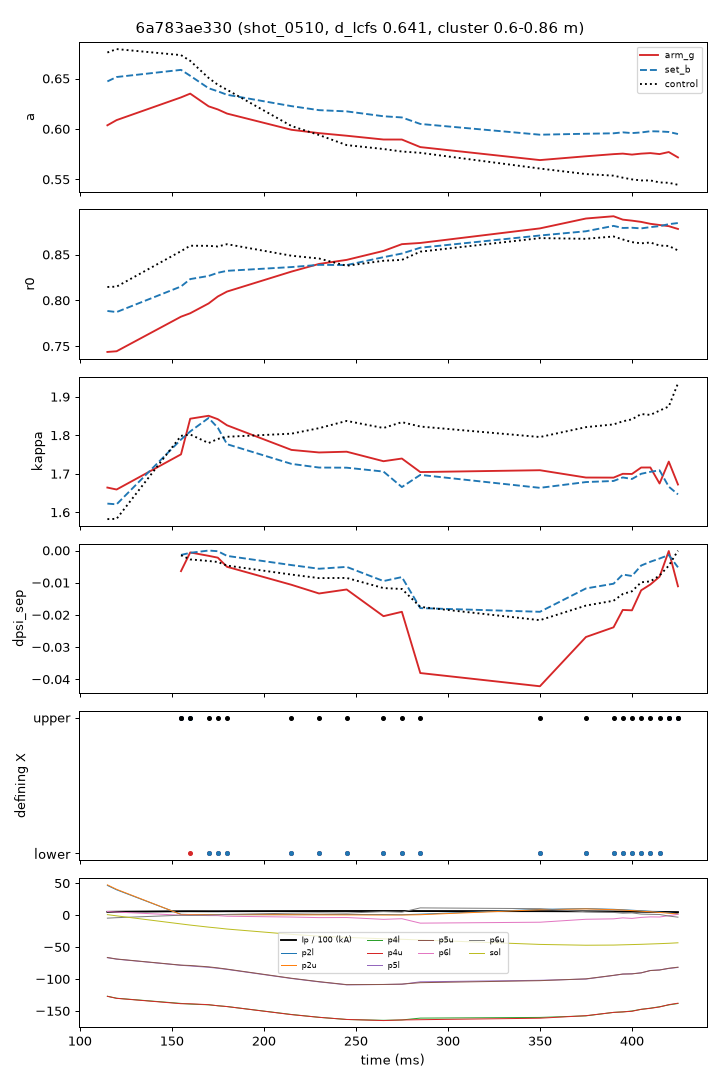 6a783ae330 (shot_0510, d_lcfs 0.641, cluster 0.6-0.86 m)
arm_g
set_b
control
a
0.65
0.60
0.55
r0
0.85
0.80
0.75
kappa
1.9
1.8
1.7
1.6
dpsi_sep
0.00
−0.01
−0.02
−0.03
−0.04
defining X
upper
lower
50
0
−50
−100
−150
Ip / 100 (kA)
p2l
p2u
p4l
p4u
p5l
p5u
p6l
p6u
sol
100 150 200 250 300 350 400
time (ms)